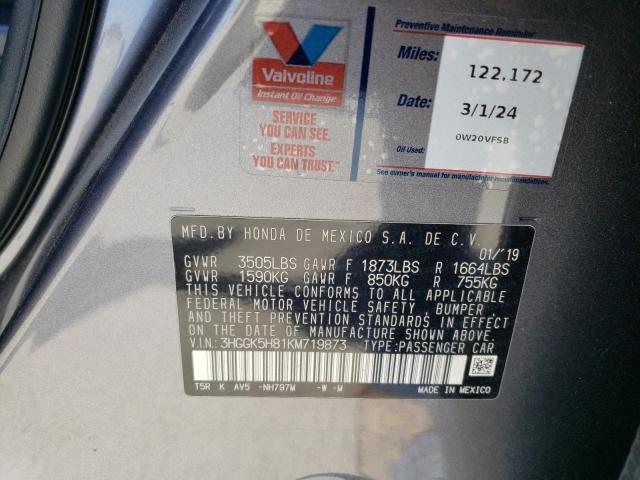 Valvoline
Instant Oil Change
SERVICE
YOU CAN SEE.
EXPERTS
YOU CAN TRUST.
Preventive Maintenance Reminder
Miles: 122,172
Date: 3/1/24
Oil Used: 0W20VFSB
See owner's manual for manufacturer recommendations.
MFD.BY HONDA DE MEXICO S.A. DE C.V.
01/'19
GVWR 3505LBS GAWR F 1873LBS R 1664LBS
GVWR 1590KG GAWR F 850KG R 755KG
THIS VEHICLE CONFORMS TO ALL APPLICABLE
FEDERAL MOTOR VEHICLE SAFETY, BUMPER,
AND THEFT PREVENTION STANDARDS IN EFFECT
ON THE DATE OF MANUFACTURE SHOWN ABOVE.
V.I.N.:3HGGK5H81KM719873 TYPE:PASSENGER CAR
T5R K AV5 -NH797M -W -M
MADE IN MEXICO